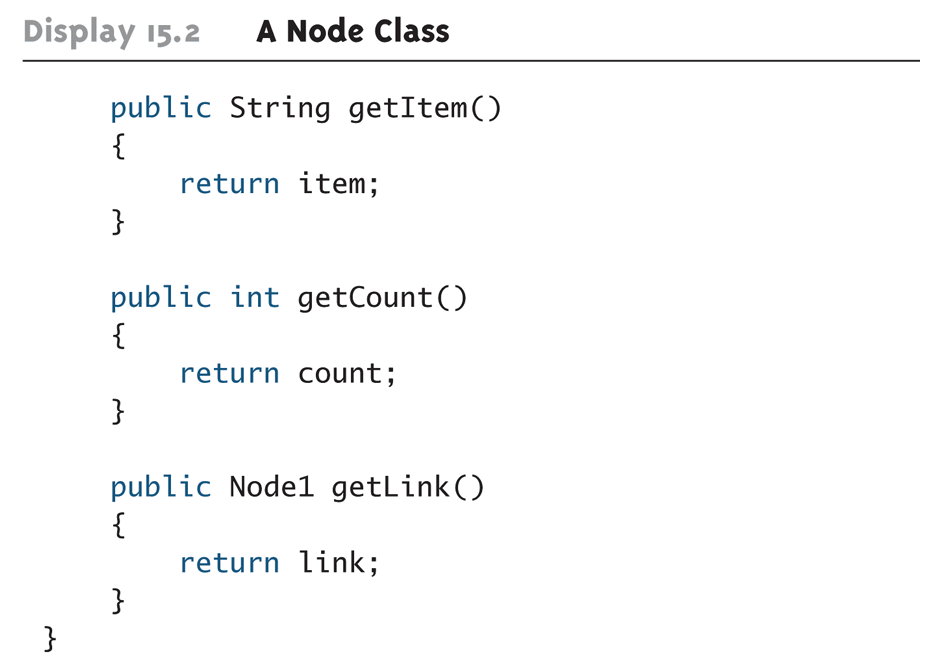 Display 15.2 A Node Class
public String getItem()
{
return item;
}
public int getCount()
{
return count;
}
public Node1 getLink()
{
return link;
}
}